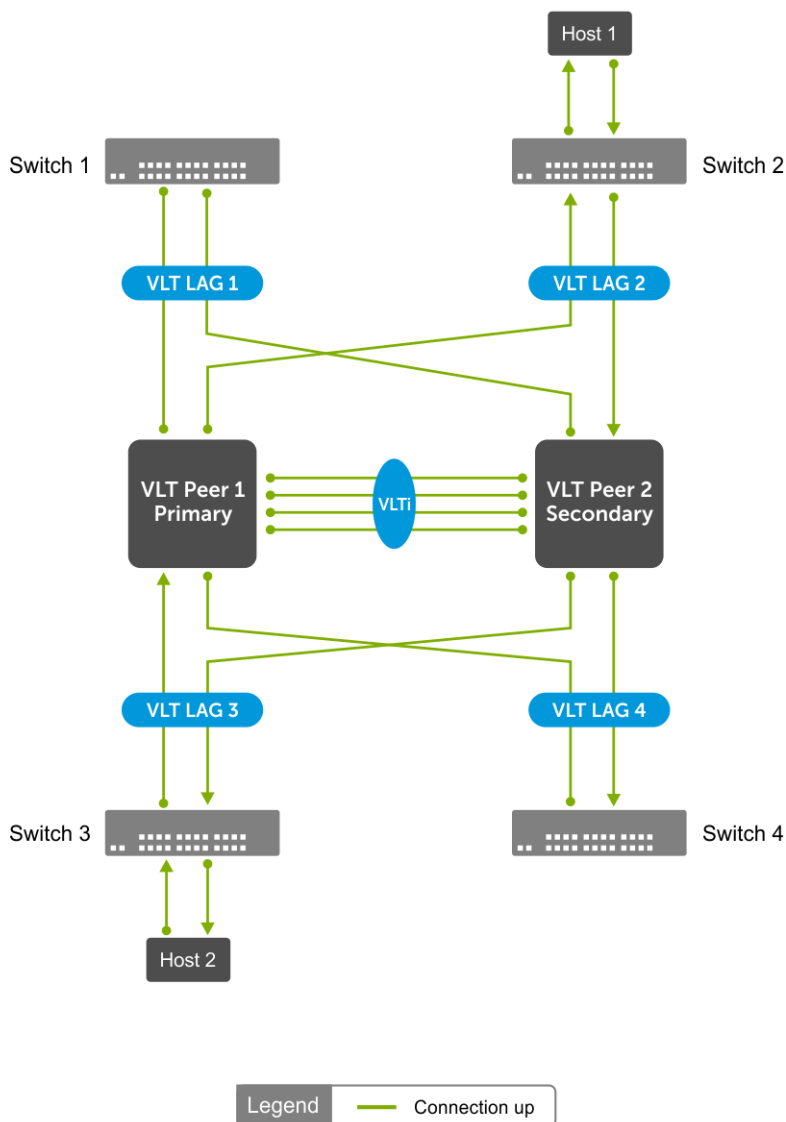 Host 1
Switch 1
Switch 2
VLT LAG 1
VLT LAG 2
VLT Peer 1
Primary
VLTi
VLT Peer 2
Secondary
VLT LAG 3
VLT LAG 4
Switch 3
Switch 4
Host 2
Legend
Connection up